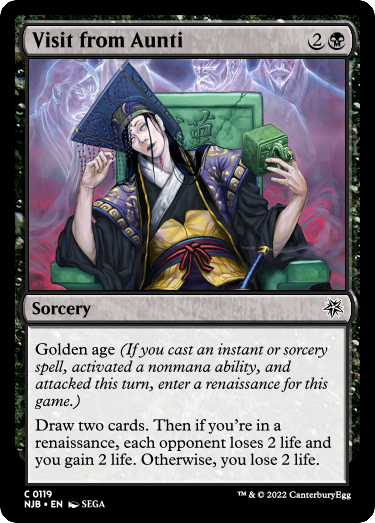 Visit from Aunti 2
Sorcery
Golden age (If you cast an instant or sorcery
spell, activated a nonmana ability, and
attacked this turn, enter a renaissance for this
game.)
Draw two cards. Then if you're in a
renaissance, each opponent loses 2 life and
you gain 2 life. Otherwise, you lose 2 life.
C 0119
NJB • EN SEGA
™ & © 2022 CanterburyEgg